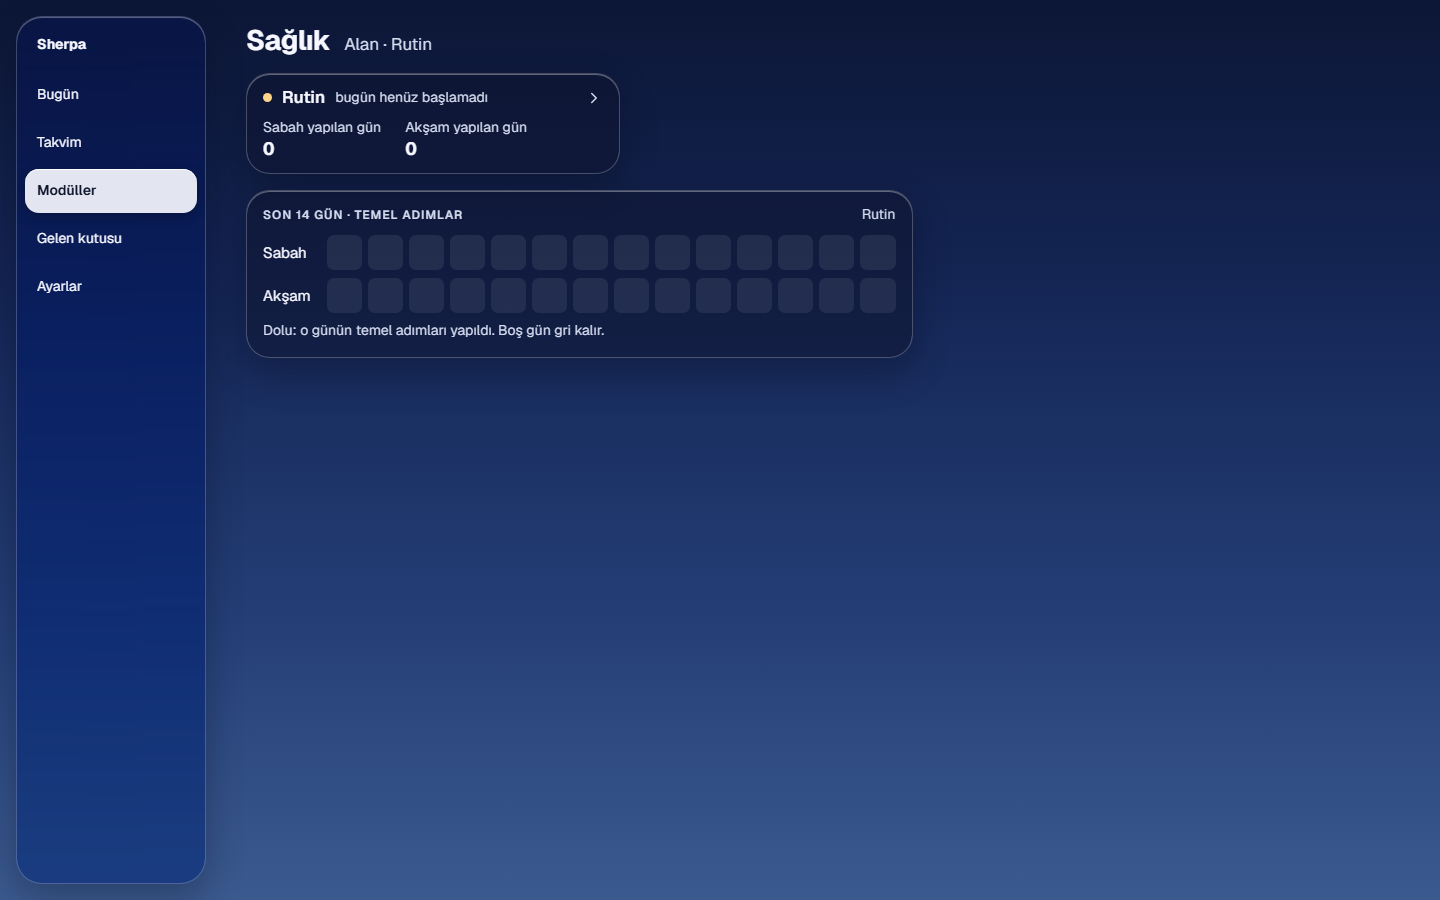 Sherpa
Bugün
Takvim
Modüller
Gelen kutusu
Ayarlar
Sağlık Alan · Rutin
Rutin bugün henüz başlamadı
Sabah yapılan gün Akşam yapılan gün
0 0
SON 14 GÜN · TEMEL ADIMLAR Rutin
Sabah
Akşam
Dolu: o günün temel adımları yapıldı. Boş gün gri kalır.